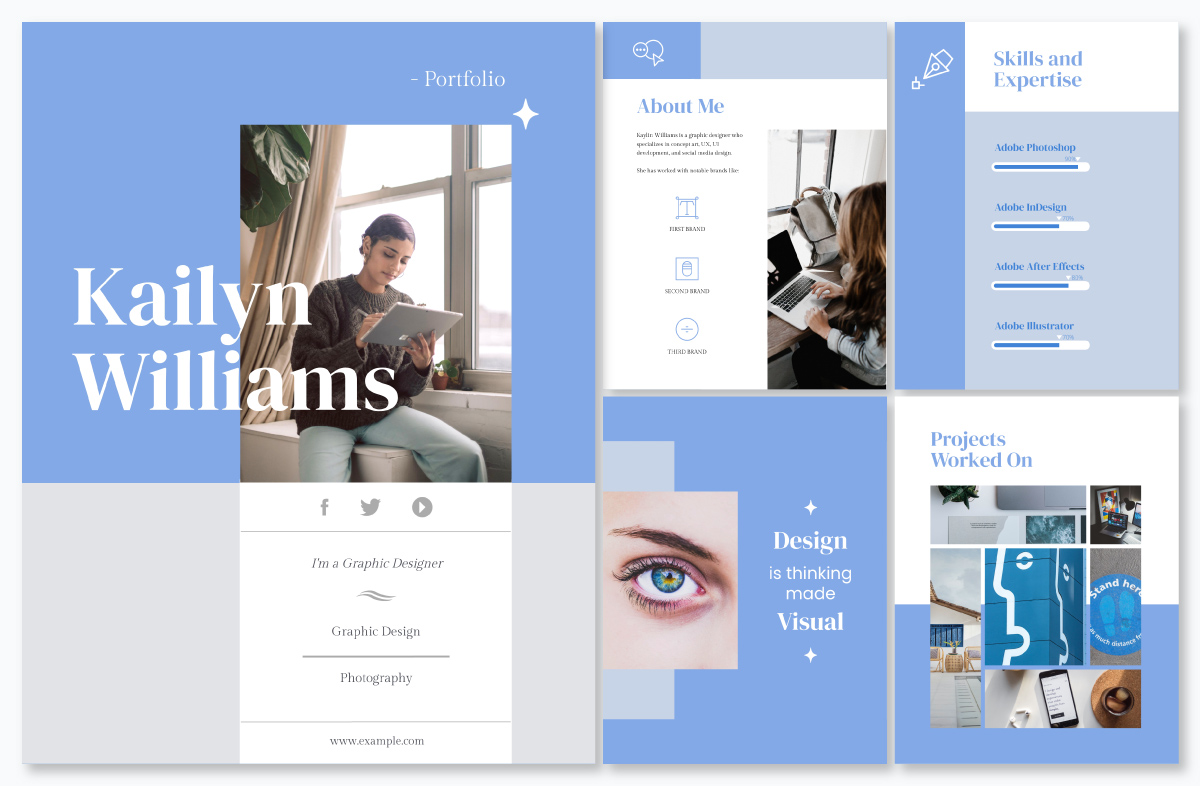 - Portfolio
Kailyn
Williams
I'm a Graphic Designer
Graphic Design
Photography
www.example.com
About Me
Kaylin Williams is a graphic designer who
specializes in concept art, UX, UI
development, and social media design.
She has worked with notable brands like:
FIRST BRAND
SECOND BRAND
THIRD BRAND
Skills and
Expertise
Adobe Photoshop
90%
Adobe InDesign
70%
Adobe After Effects
Adobe Illustrator
70%
Design
is thinking
made
Visual
Projects
Worked On
Stand here
as much distance